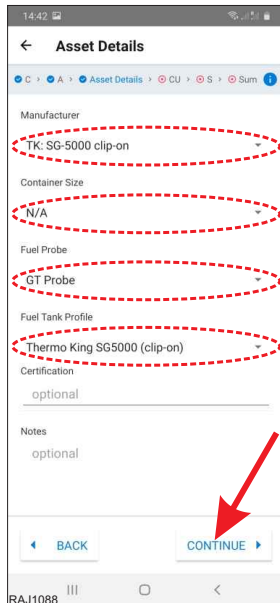 14:42
Asset Details
C > A > Asset Details > CU > S > Sum
Manufacturer
TK: SG-5000 clip-on
Container Size
N/A
Fuel Probe
GT Probe
Fuel Tank Profile
Thermo King SG5000 (clip-on)
Certification
optional
Notes
optional
BACK CONTINUE
RAJ1088